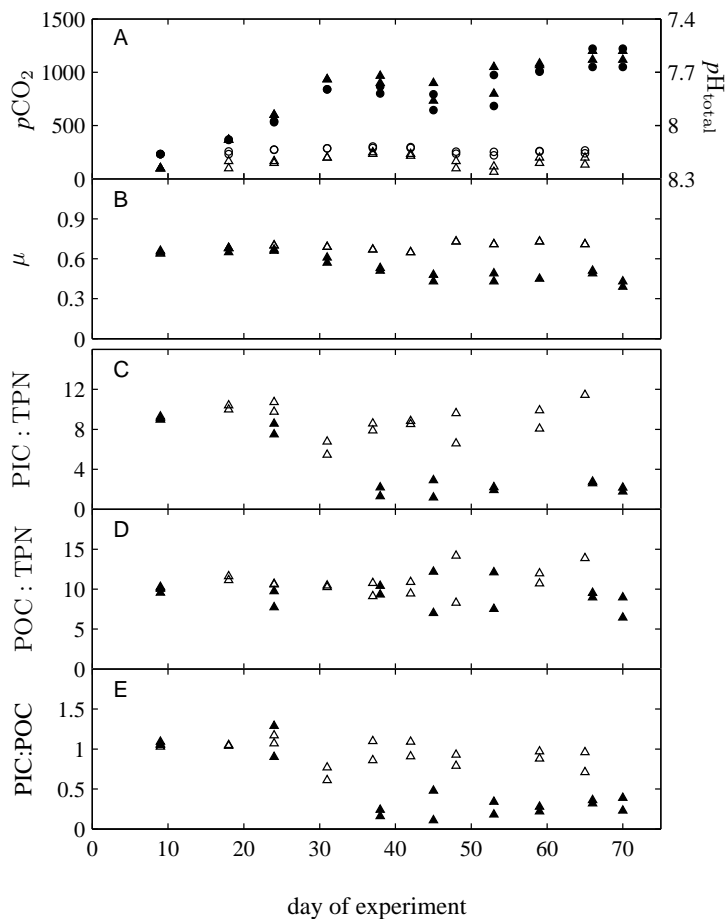 A
1500
1000
500
0
pCO2
7.4
7.7
8
8.3
pHtotal
B
0.9
0.6
0.3
0
μ
C
12
8
4
0
PIC : TPN
D
15
10
5
0
POC : TPN
E
1.5
1
0.5
0
PIC:POC
0 10 20 30 40 50 60 70
day of experiment